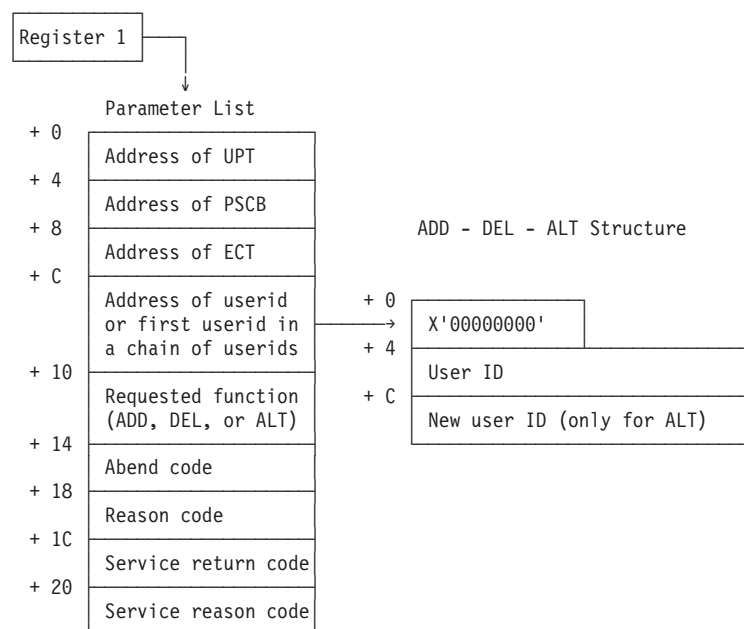 Register 1
Parameter List
+ 0
Address of UPT
+ 4
Address of PSCB
+ 8
Address of ECT
+ C
Address of userid
or first userid in
a chain of userids
+ 10
Requested function
(ADD, DEL, or ALT)
+ 14
Abend code
+ 18
Reason code
+ 1C
Service return code
+ 20
Service reason code
ADD - DEL - ALT Structure
+ 0
X'00000000'
+ 4
User ID
+ C
New user ID (only for ALT)